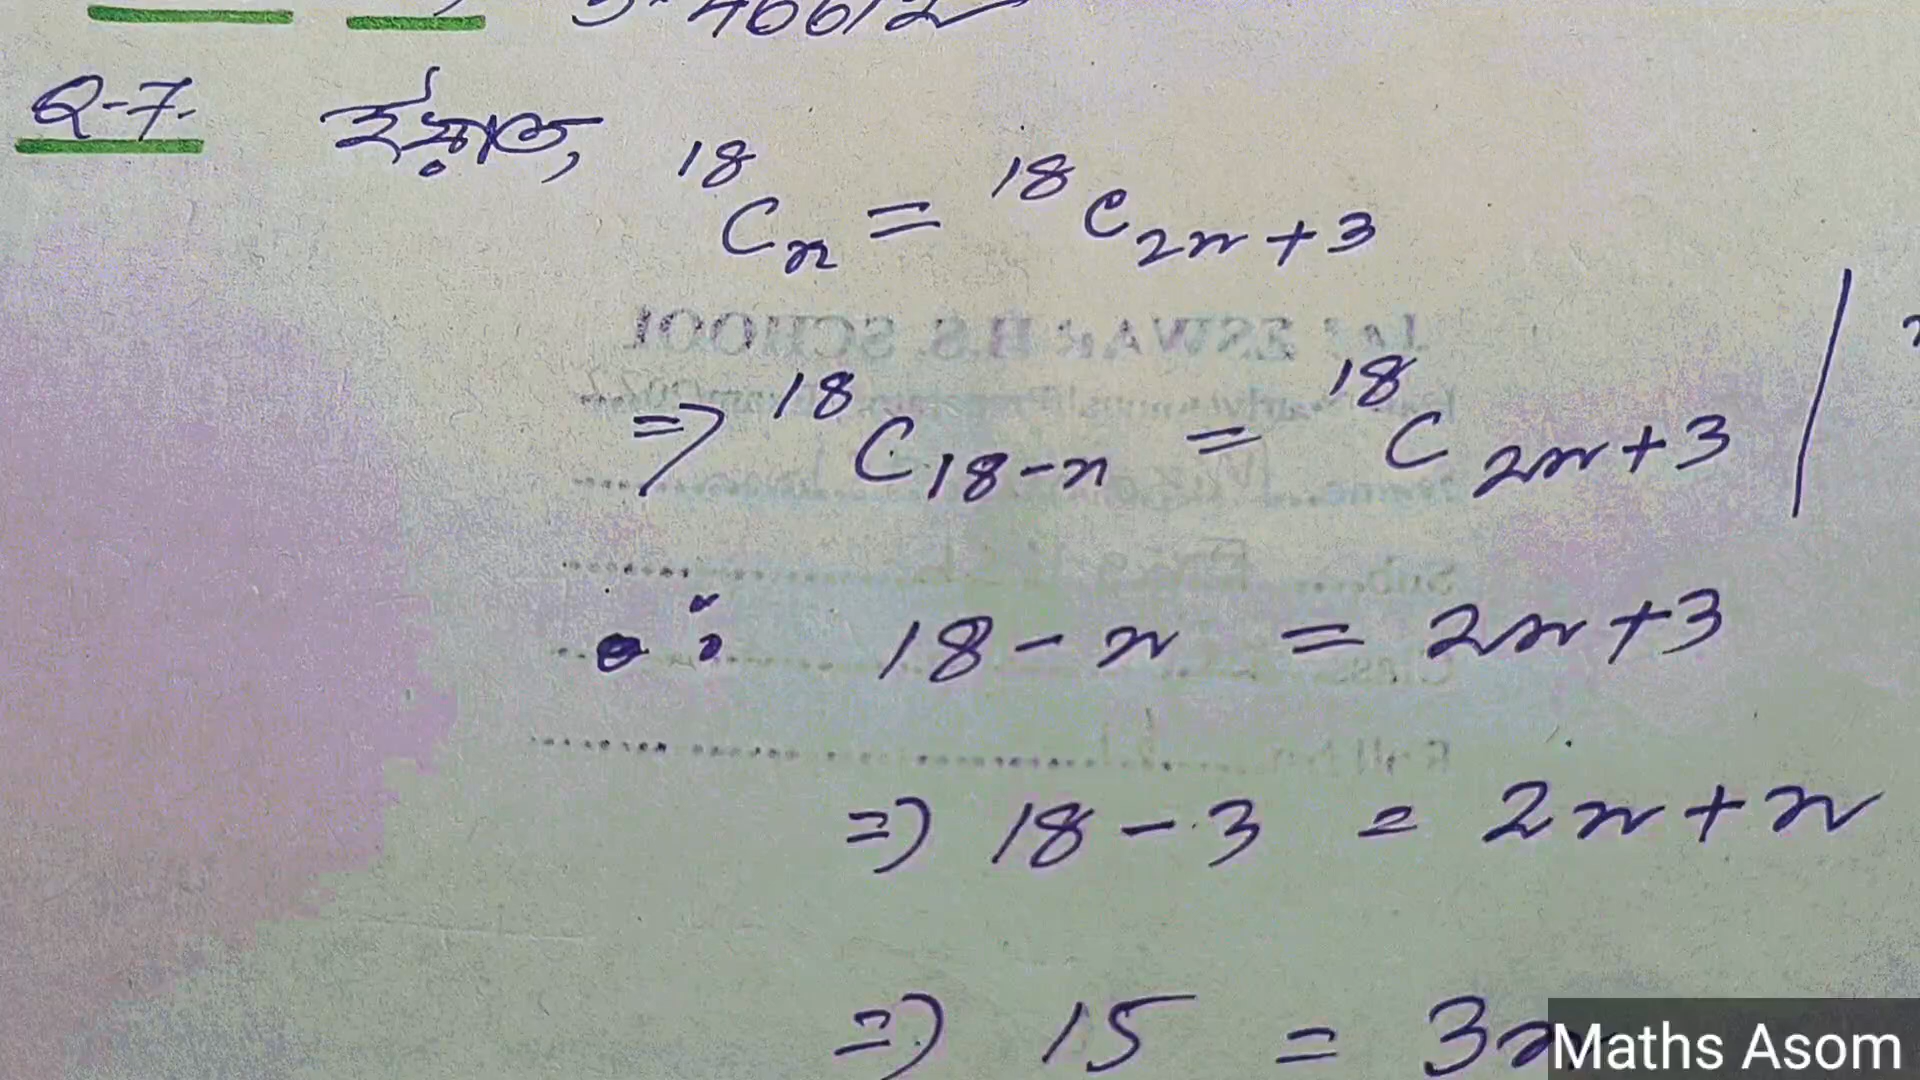 Q-7. ইয়াত, ¹⁸Cₓ = ¹⁸C₂ₓ₊₃
⇒ ¹⁸C₁₈₋ₓ = ¹⁸C₂ₓ₊₃
∴ 18 - x = 2x + 3
⇒ 18 - 3 = 2x + x
⇒ 15 = 3x
Maths Asom